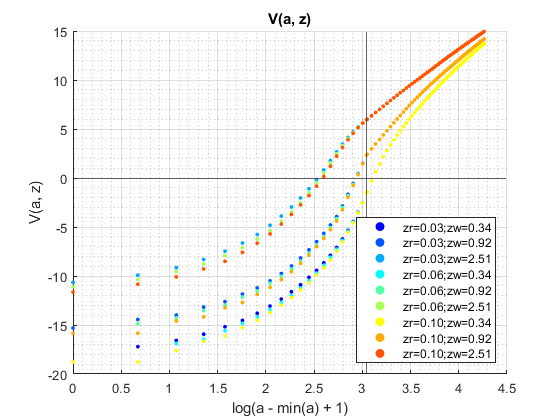 V(a, z)
15
10
5
0
-5
-10
-15
-20
V(a, z)
zr=0.03;zw=0.34
zr=0.03;zw=0.92
zr=0.03;zw=2.51
zr=0.06;zw=0.34
zr=0.06;zw=0.92
zr=0.06;zw=2.51
zr=0.10;zw=0.34
zr=0.10;zw=0.92
zr=0.10;zw=2.51
0 0.5 1 1.5 2 2.5 3 3.5 4 4.5
log(a - min(a) + 1)